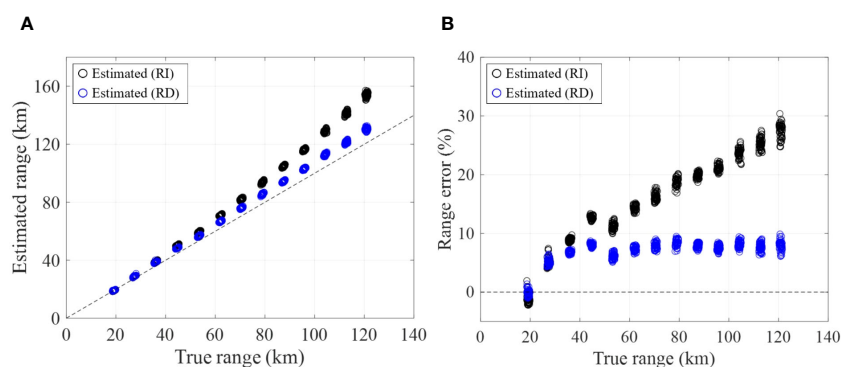 A
B
Estimated (RI)
Estimated (RD)
160
120
80
40
0
0 20 40 60 80 100 120 140
Estimated range (km)
True range (km)
Estimated (RI)
Estimated (RD)
40
30
20
10
0
0 20 40 60 80 100 120 140
Range error (%)
True range (km)